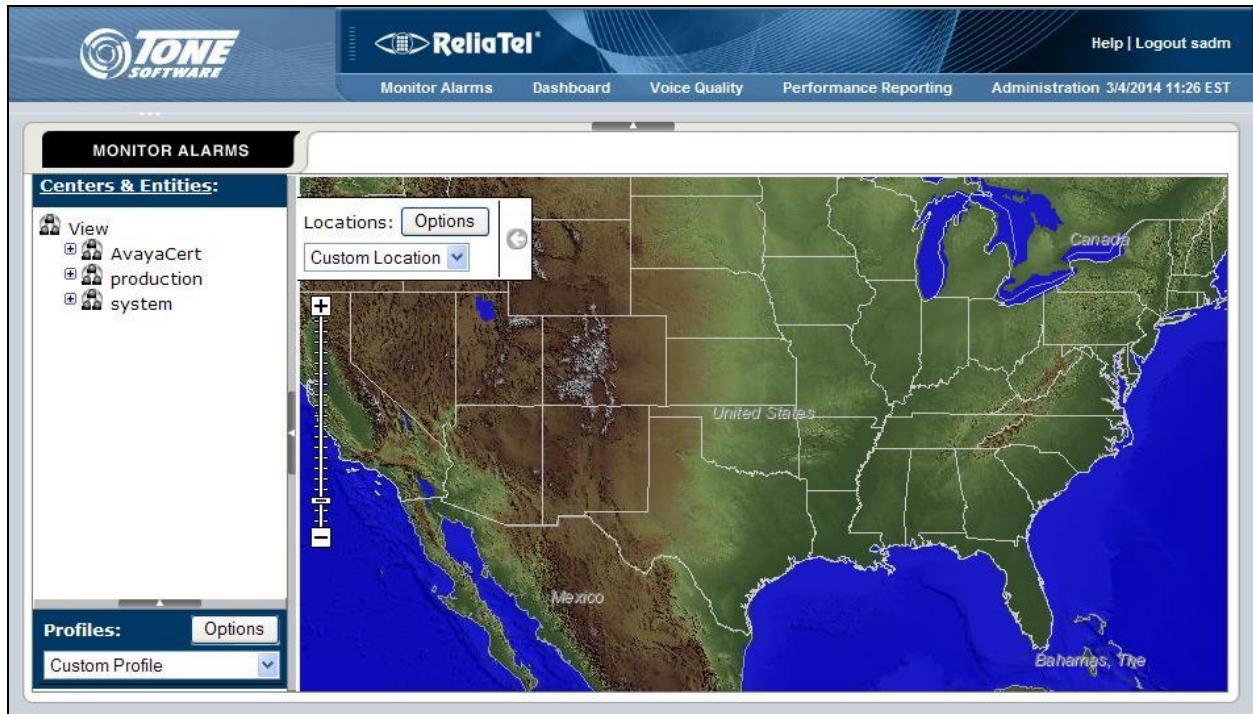 TONE
SOFTWARE
ReliaTel
Help | Logout sadm
Monitor Alarms Dashboard Voice Quality Performance Reporting Administration 3/4/2014 11:26 EST
MONITOR ALARMS
Centers & Entities:
View
AvayaCert
production
system
Locations: Options
Custom Location
Canada
United States
Mexico
Bahamas, The
Profiles: Options
Custom Profile